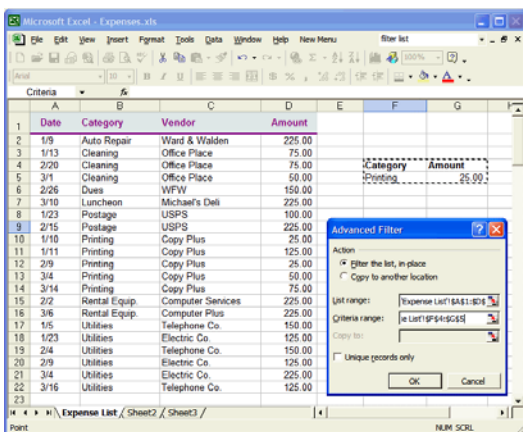 Microsoft Excel - Expenses.xls
File Edit View Insert Format Tools Data Window Help New Menu filter list
100%
Arial 10 B I U $ % ,
Criteria fx
A B C D E F G H
1 Date Category Vendor Amount
2 1/9 Auto Repair Ward & Walden 225.00
3 1/13 Cleaning Office Place 75.00
4 2/20 Cleaning Office Place 75.00 Category Amount
5 3/1 Cleaning Office Place 50.00 Printing 25.00
6 2/26 Dues WFW 150.00
7 3/10 Luncheon Michael's Deli 225.00
8 1/23 Postage USPS 100.00
9 2/15 Postage USPS 225.00
10 1/10 Printing Copy Plus 25.00
11 1/11 Printing Copy Plus 125.00
12 2/9 Printing Copy Plus 25.00
13 3/4 Printing Copy Plus 50.00
14 3/14 Printing Copy Plus 75.00
15 2/2 Rental Equip. Computer Services 225.00
16 3/6 Rental Equip. Computer Plus 225.00
17 1/5 Utilities Telephone Co. 150.00
18 1/23 Utilities Electric Co. 125.00
19 2/4 Utilities Telephone Co. 150.00
20 2/9 Utilities Electric Co. 125.00
21 3/4 Utilities Telephone Co. 225.00
22 3/16 Utilities Telephone Co. 125.00
23
Advanced Filter
Action
Filter the list, in-place
Copy to another location
List range: 'Expense List'!$A$1:$D$
Criteria range: e List'!$F$4:$G$5
Copy to:
Unique records only
OK Cancel
Expense List / Sheet2 / Sheet3 /
Point NUM SCRL